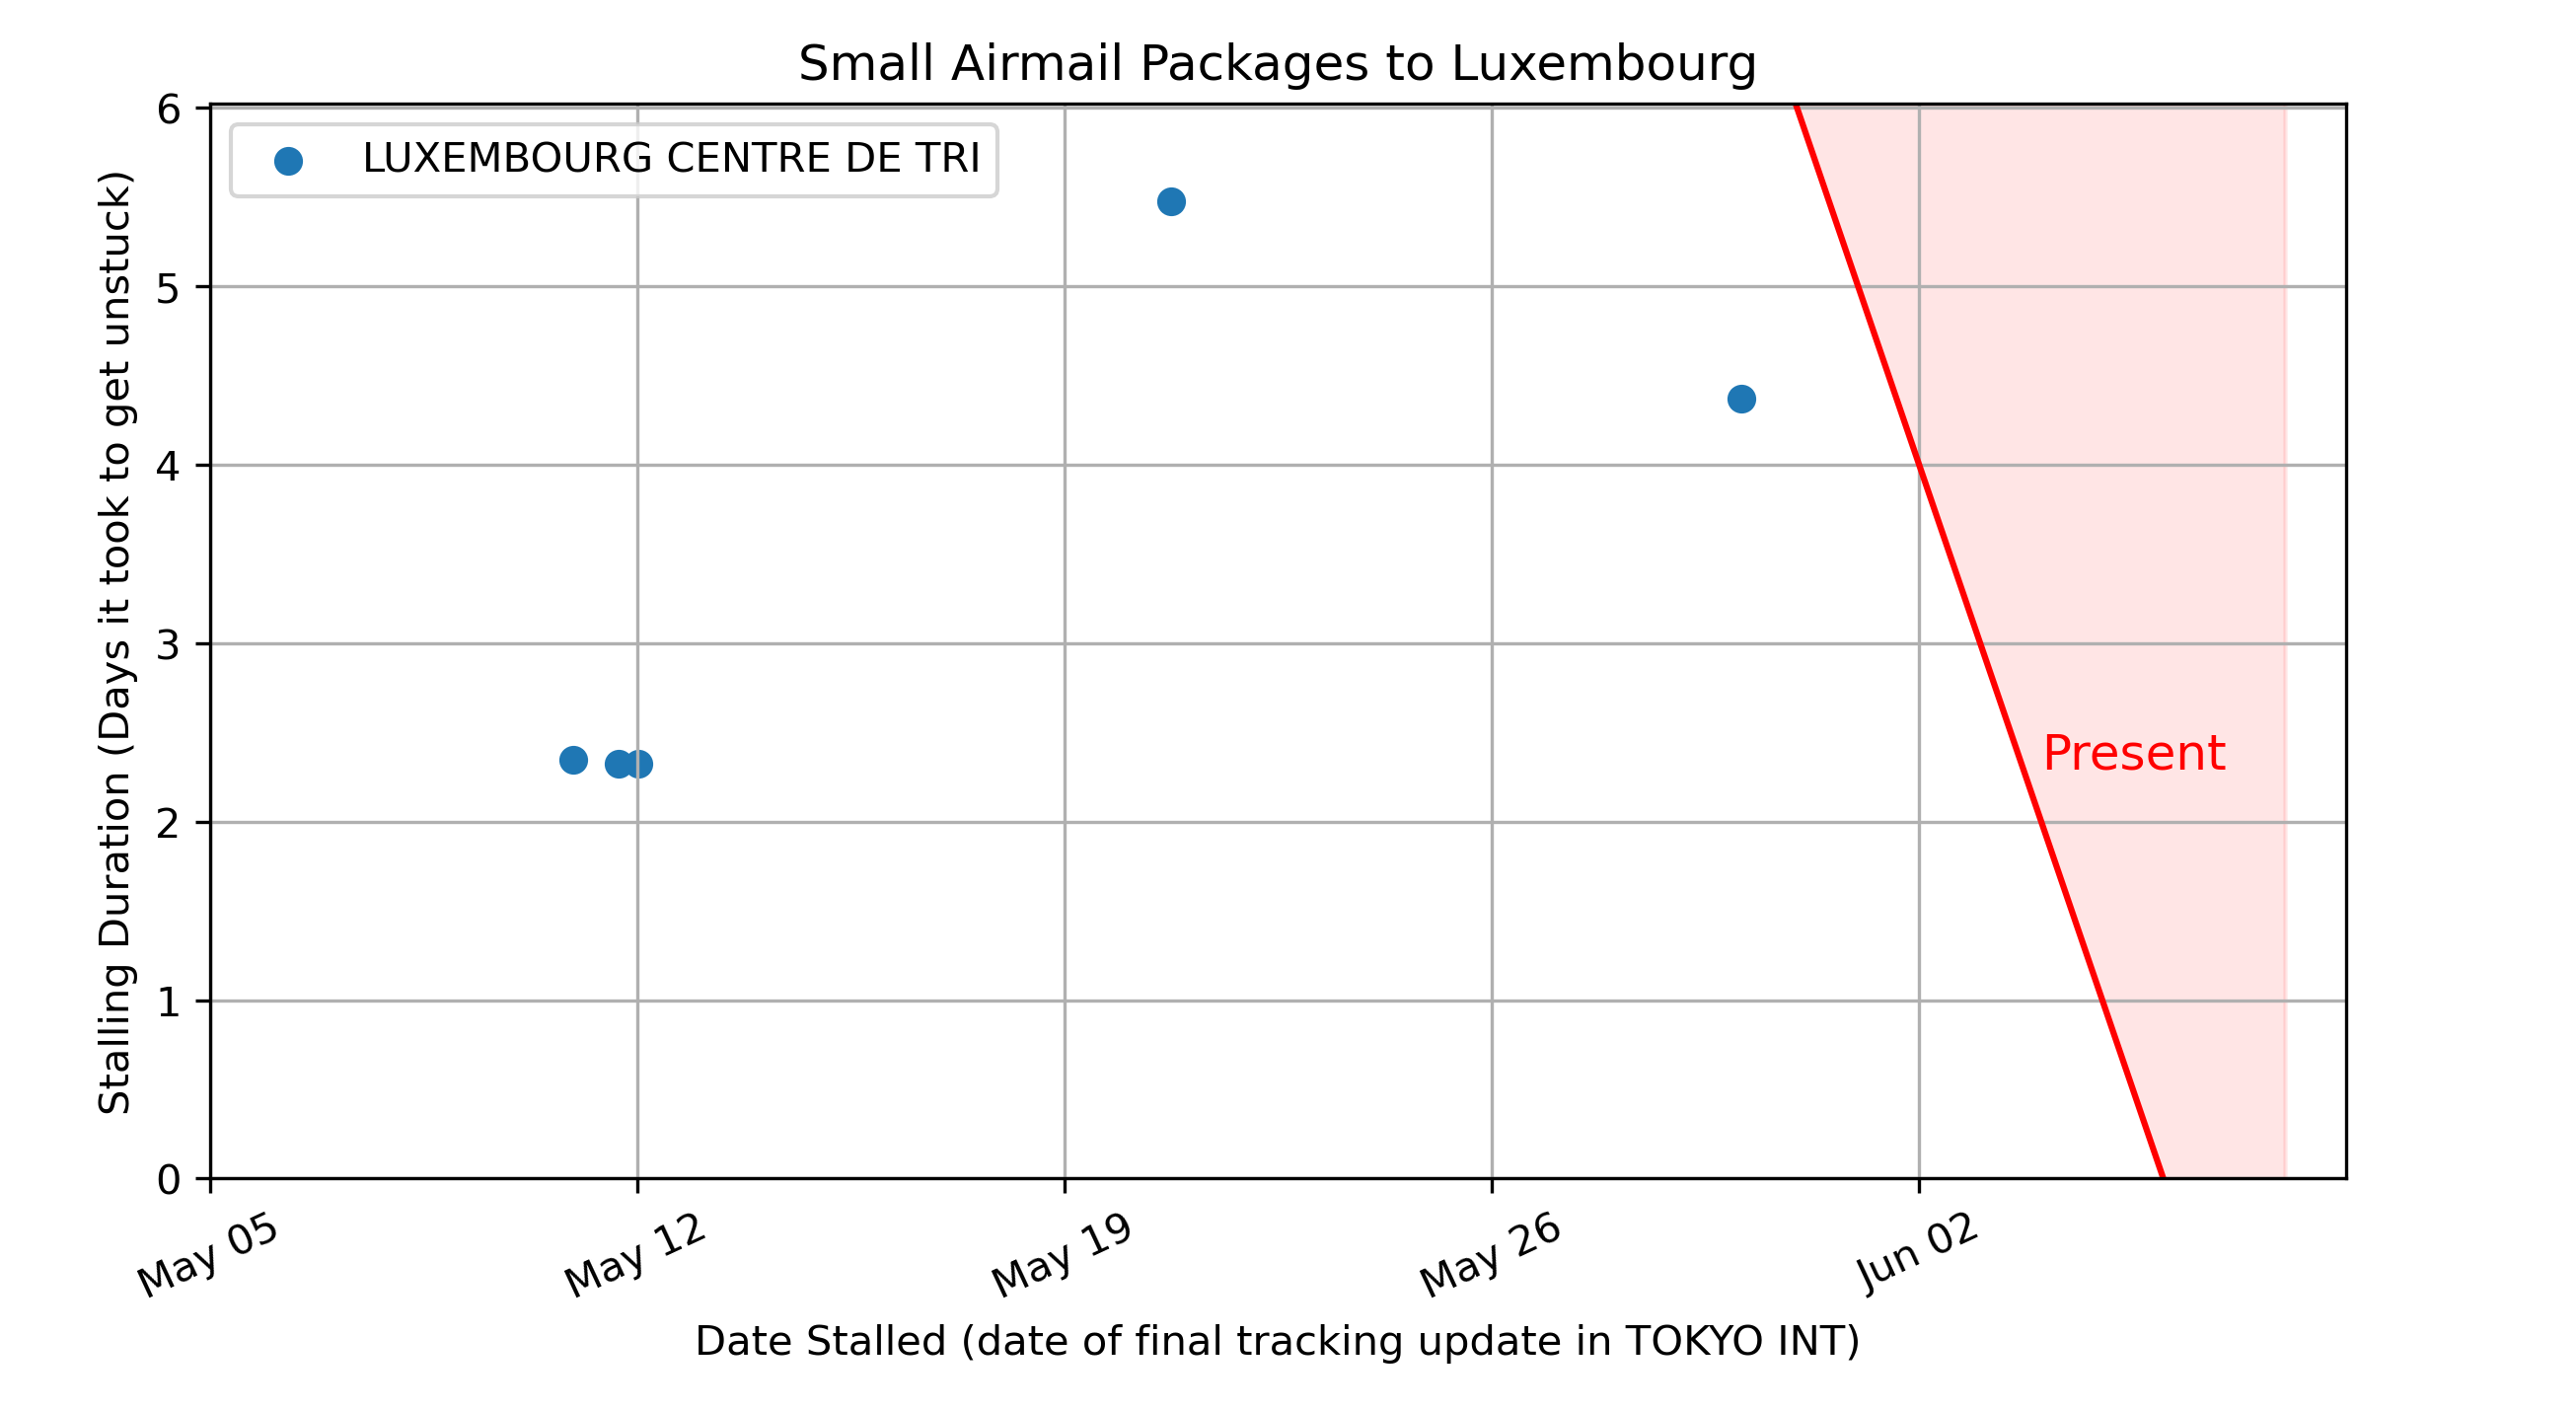 Small Airmail Packages to Luxembourg
LUXEMBOURG CENTRE DE TRI
Stalling Duration (Days it took to get unstuck)
6
5
4
3
2
1
0
Present
May 05
May 12
May 19
May 26
Jun 02
Date Stalled (date of final tracking update in TOKYO INT)